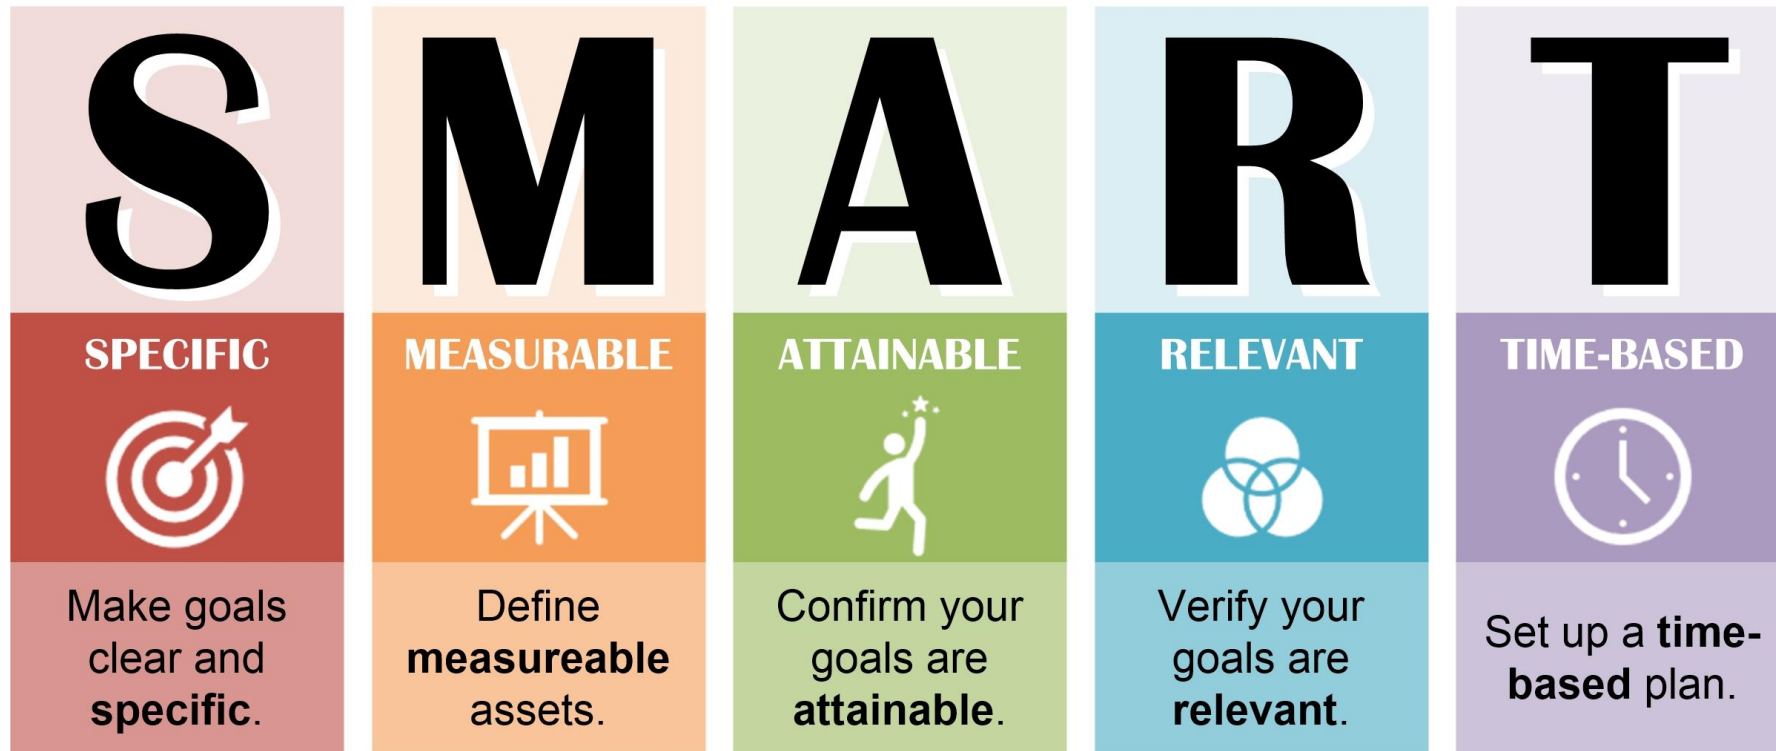 S M A R T
SPECIFIC
MEASURABLE
ATTAINABLE
RELEVANT
TIME-BASED
Make goals
clear and
specific.
Define
measureable
assets.
Confirm your
goals are
attainable.
Verify your
goals are
relevant.
Set up a time-
based plan.